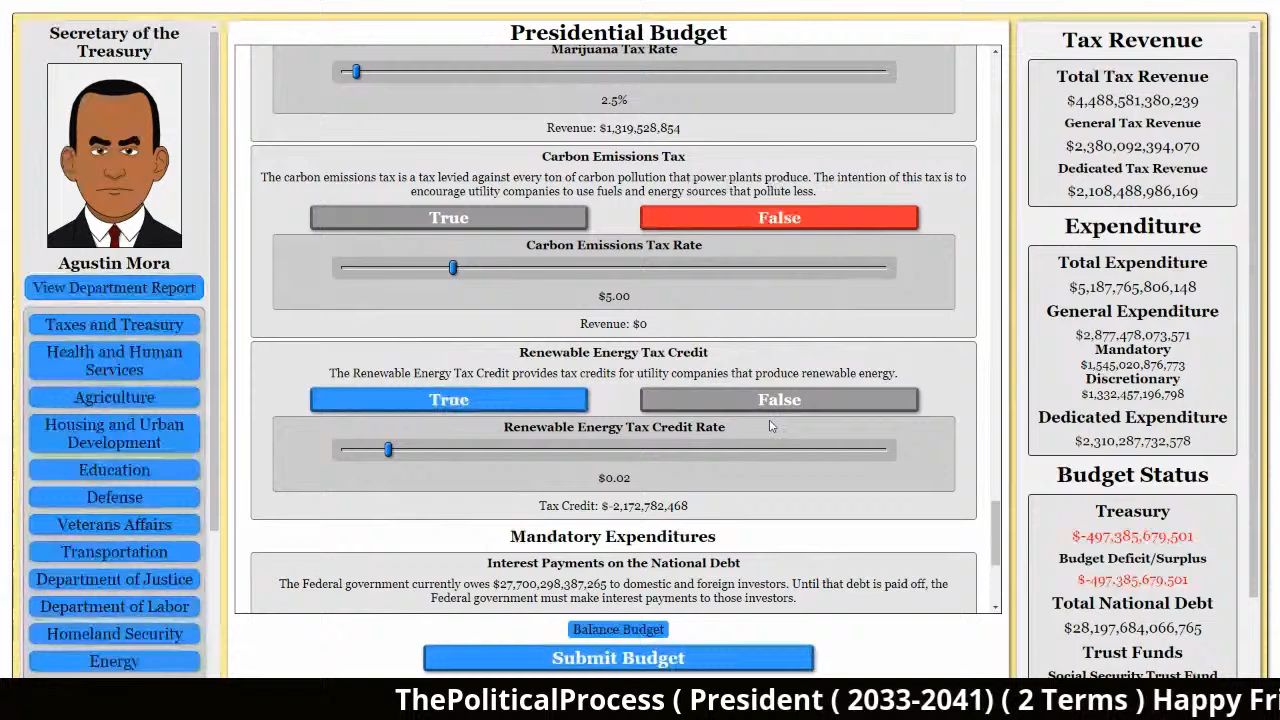 Secretary of the
Treasury
Agustin Mora
View Department Report
Taxes and Treasury
Health and Human
Services
Agriculture
Housing and Urban
Development
Education
Defense
Veterans Affairs
Transportation
Department of Justice
Department of Labor
Homeland Security
Energy
Presidential Budget
Marijuana Tax Rate
2.5%
Revenue: $1,319,528,854
Carbon Emissions Tax
The carbon emissions tax is a tax levied against every ton of carbon pollution that power plants produce. The intention of this tax is to
encourage utility companies to use fuels and energy sources that pollute less.
True
False
Carbon Emissions Tax Rate
$5.00
Revenue: $0
Renewable Energy Tax Credit
The Renewable Energy Tax Credit provides tax credits for utility companies that produce renewable energy.
True
False
Renewable Energy Tax Credit Rate
$0.02
Tax Credit: $-2,172,782,468
Mandatory Expenditures
Interest Payments on the National Debt
The Federal government currently owes $27,700,298,387,265 to domestic and foreign investors. Until that debt is paid off, the
Federal government must make interest payments to those investors.
Balance Budget
Submit Budget
Tax Revenue
Total Tax Revenue
$4,488,581,380,239
General Tax Revenue
$2,380,092,394,070
Dedicated Tax Revenue
$2,108,488,986,169
Expenditure
Total Expenditure
$5,187,765,806,148
General Expenditure
$2,877,478,073,571
Mandatory
$1,545,020,876,773
Discretionary
$1,332,457,196,798
Dedicated Expenditure
$2,310,287,732,578
Budget Status
Treasury
$-497,385,679,501
Budget Deficit/Surplus
$-497,385,679,501
Total National Debt
$28,197,684,066,765
Trust Funds
Social Security Trust Fund
ThePoliticalProcess ( President ( 2033-2041) ( 2 Terms ) Happy Fri